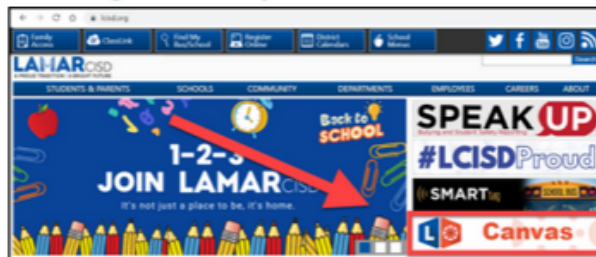 lcisd.org
Family Access
ClassLink
Find My Bus/School
Register Online
District Calendars
School Menus
LAMAR CISD
A PROUD TRADITION | A BRIGHT FUTURE
Search
STUDENTS & PARENTS SCHOOLS COMMUNITY DEPARTMENTS EMPLOYEES CAREERS ABOUT
Back to SCHOOL
1-2-3
JOIN LAMARCISD
It's not just a place to be, it's home.
SPEAK UP
Bullying and Student Safety Reporting
#LCISDProud
SMART tag
SCHOOL BUS
L Canvas